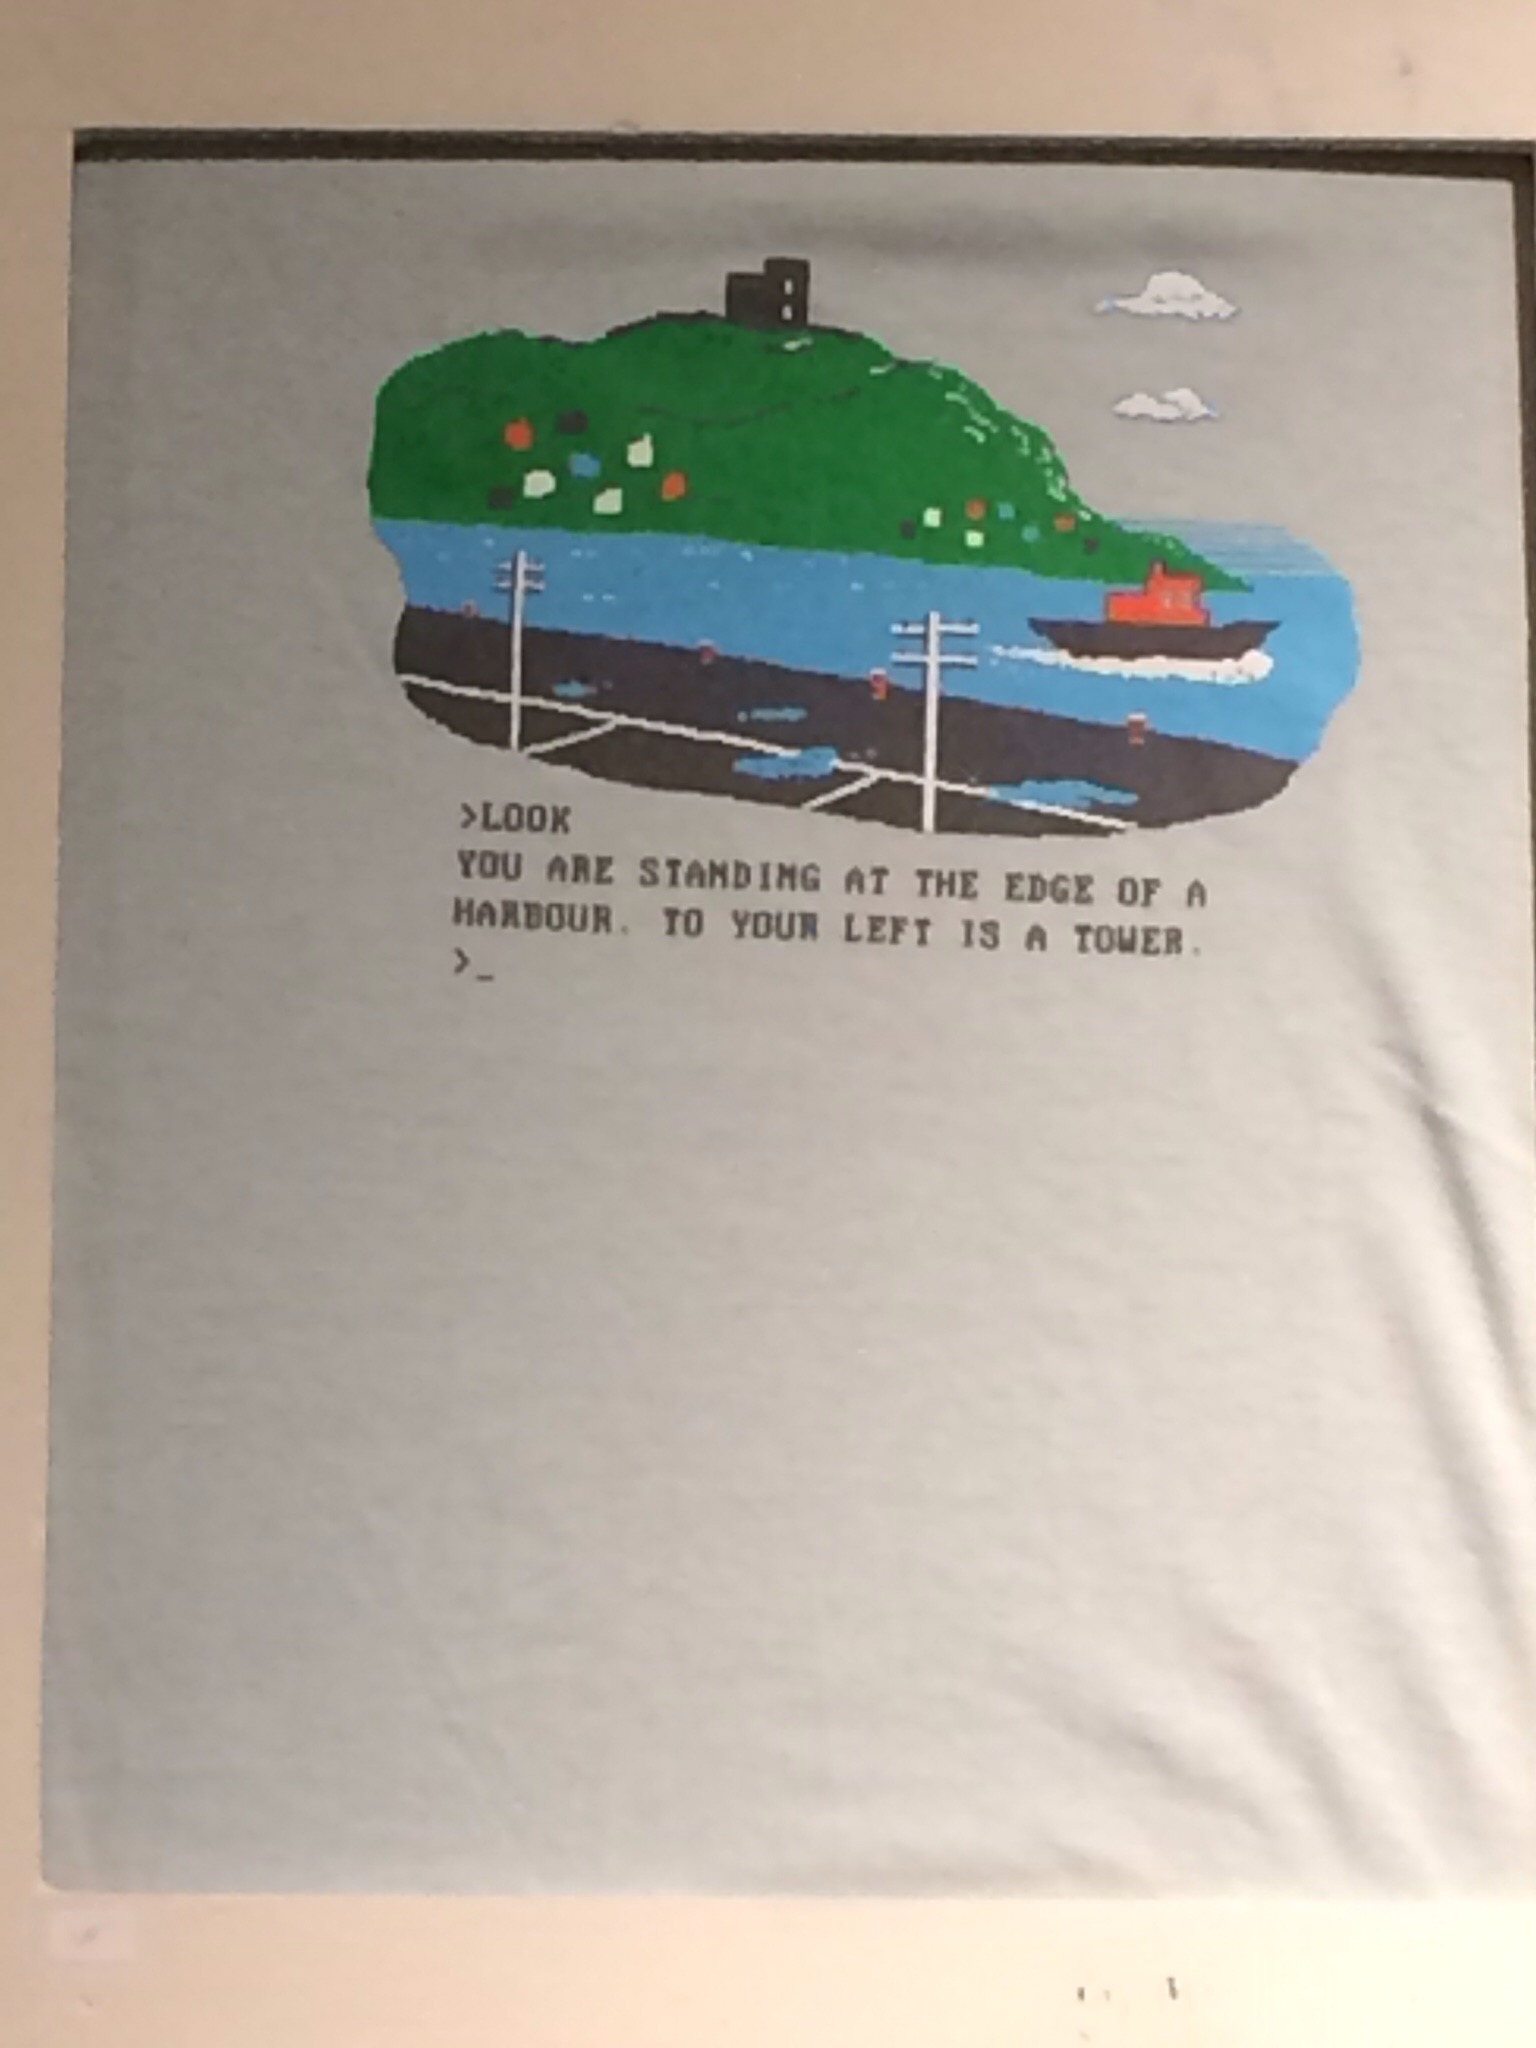 >LOOK
YOU ARE STANDING AT THE EDGE OF A
HARBOUR. TO YOUR LEFT IS A TOWER.
>_